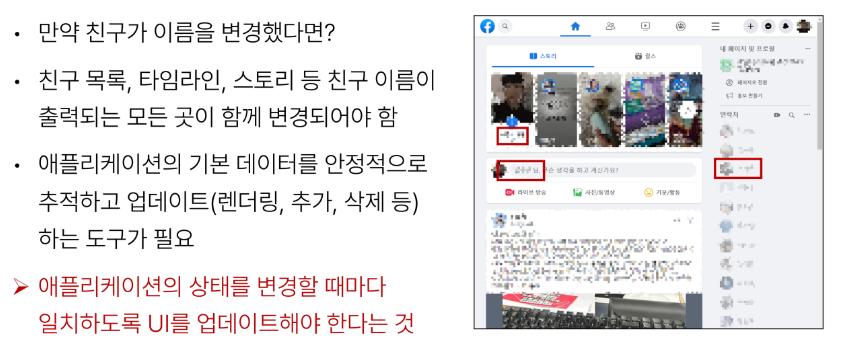 • 만약 친구가 이름을 변경했다면?
• 친구 목록, 타임라인, 스토리 등 친구 이름이
출력되는 모든 곳이 함께 변경되어야 함
• 애플리케이션의 기본 데이터를 안정적으로
추적하고 업데이트(렌더링, 추가, 삭제 등)
하는 도구가 필요
➢ 애플리케이션의 상태를 변경할 때마다
일치하도록 UI를 업데이트해야 한다는 것
스토리
릴스
님, 무슨 생각을 하고 계신가요?
라이브 방송
사진/동영상
기분/활동
내 페이지 및 프로필
페이지로 전환
홍보 만들기
연락처